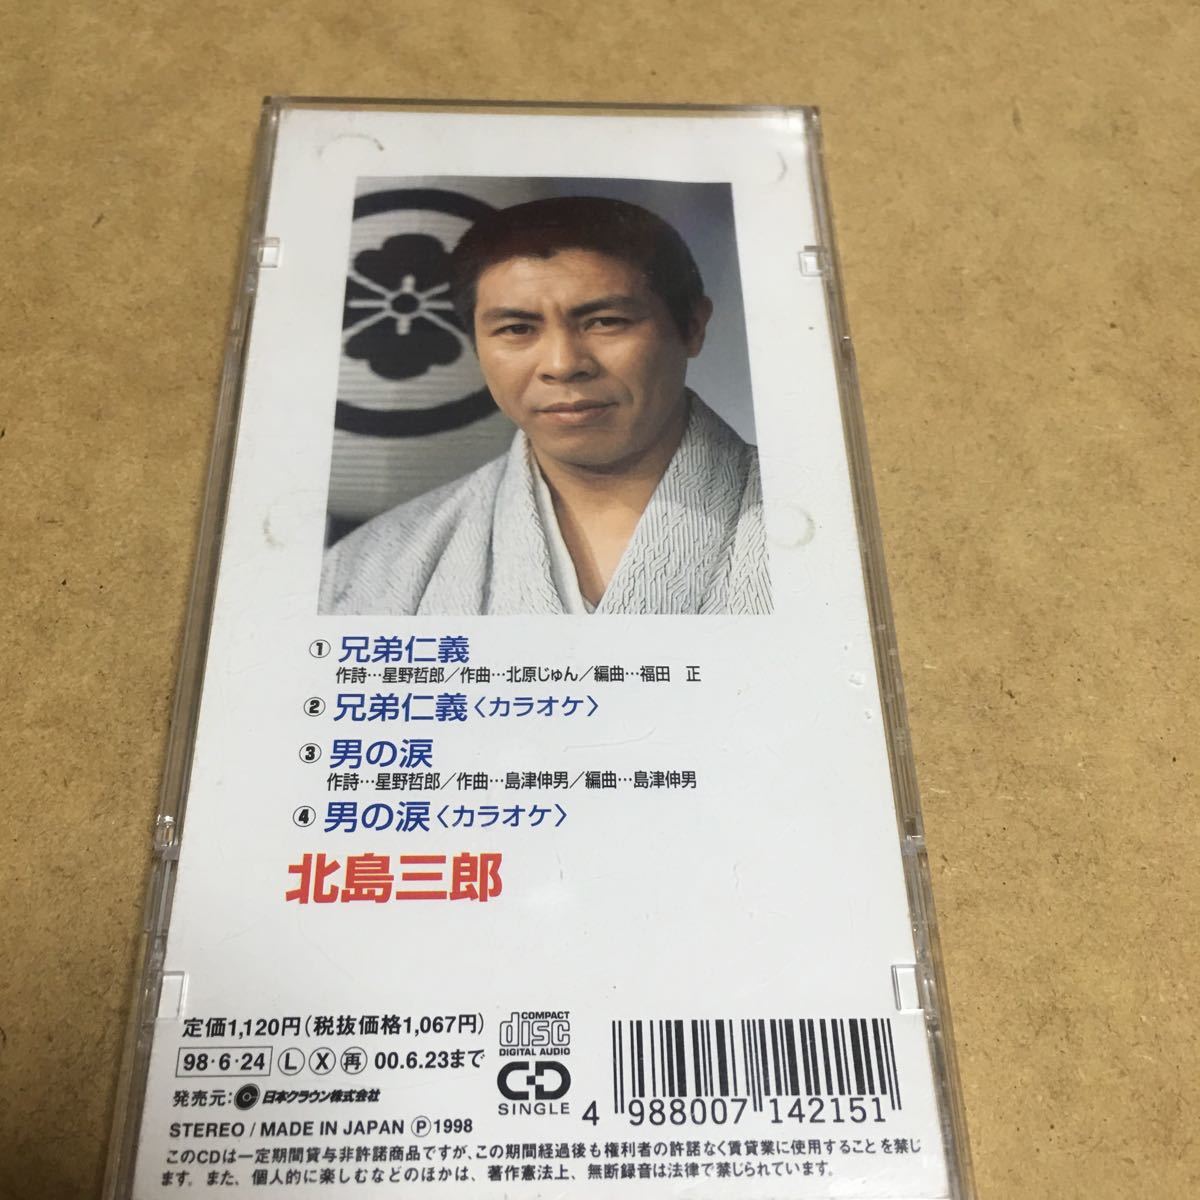 ① 兄弟仁義
作詩…星野哲郎／作曲…北原じゅん／編曲…福田 正
② 兄弟仁義〈カラオケ〉
③ 男の涙
作詩…星野哲郎／作曲…島津伸男／編曲…島津伸男
④ 男の涙〈カラオケ〉
北島三郎
定価1,120円(税抜価格1,067円)
98・6・24 Ⓛ Ⓧ 再 00.6.23まで
発売元: 日本クラウン株式会社
STEREO / MADE IN JAPAN Ⓟ1998
COMPACT
disc
DIGITAL AUDIO
CD
SINGLE
4 988007 142151
このCDは一定期間貸与非許諾商品ですが、この期間経過後も権利者の許諾なく賃貸業に使用することを禁じ
ます。また、個人的に楽しむなどのほかは、著作権法上、無断録音は法律で禁じられています。